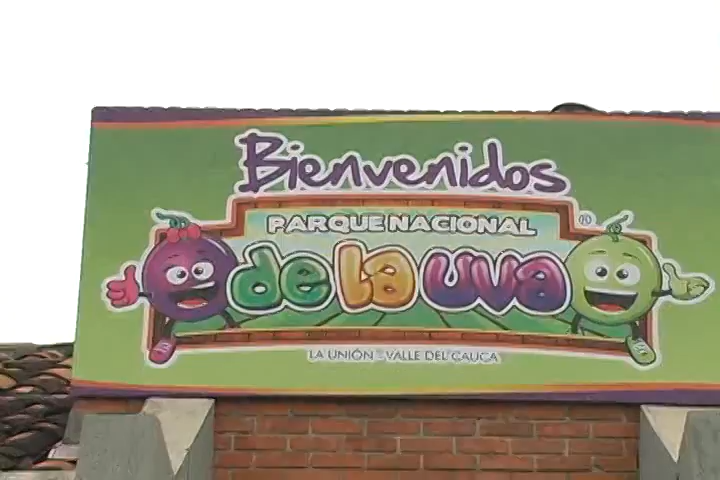 Bienvenidos
PARQUE NACIONAL ®
de la uva
LA UNIÓN - VALLE DEL CAUCA